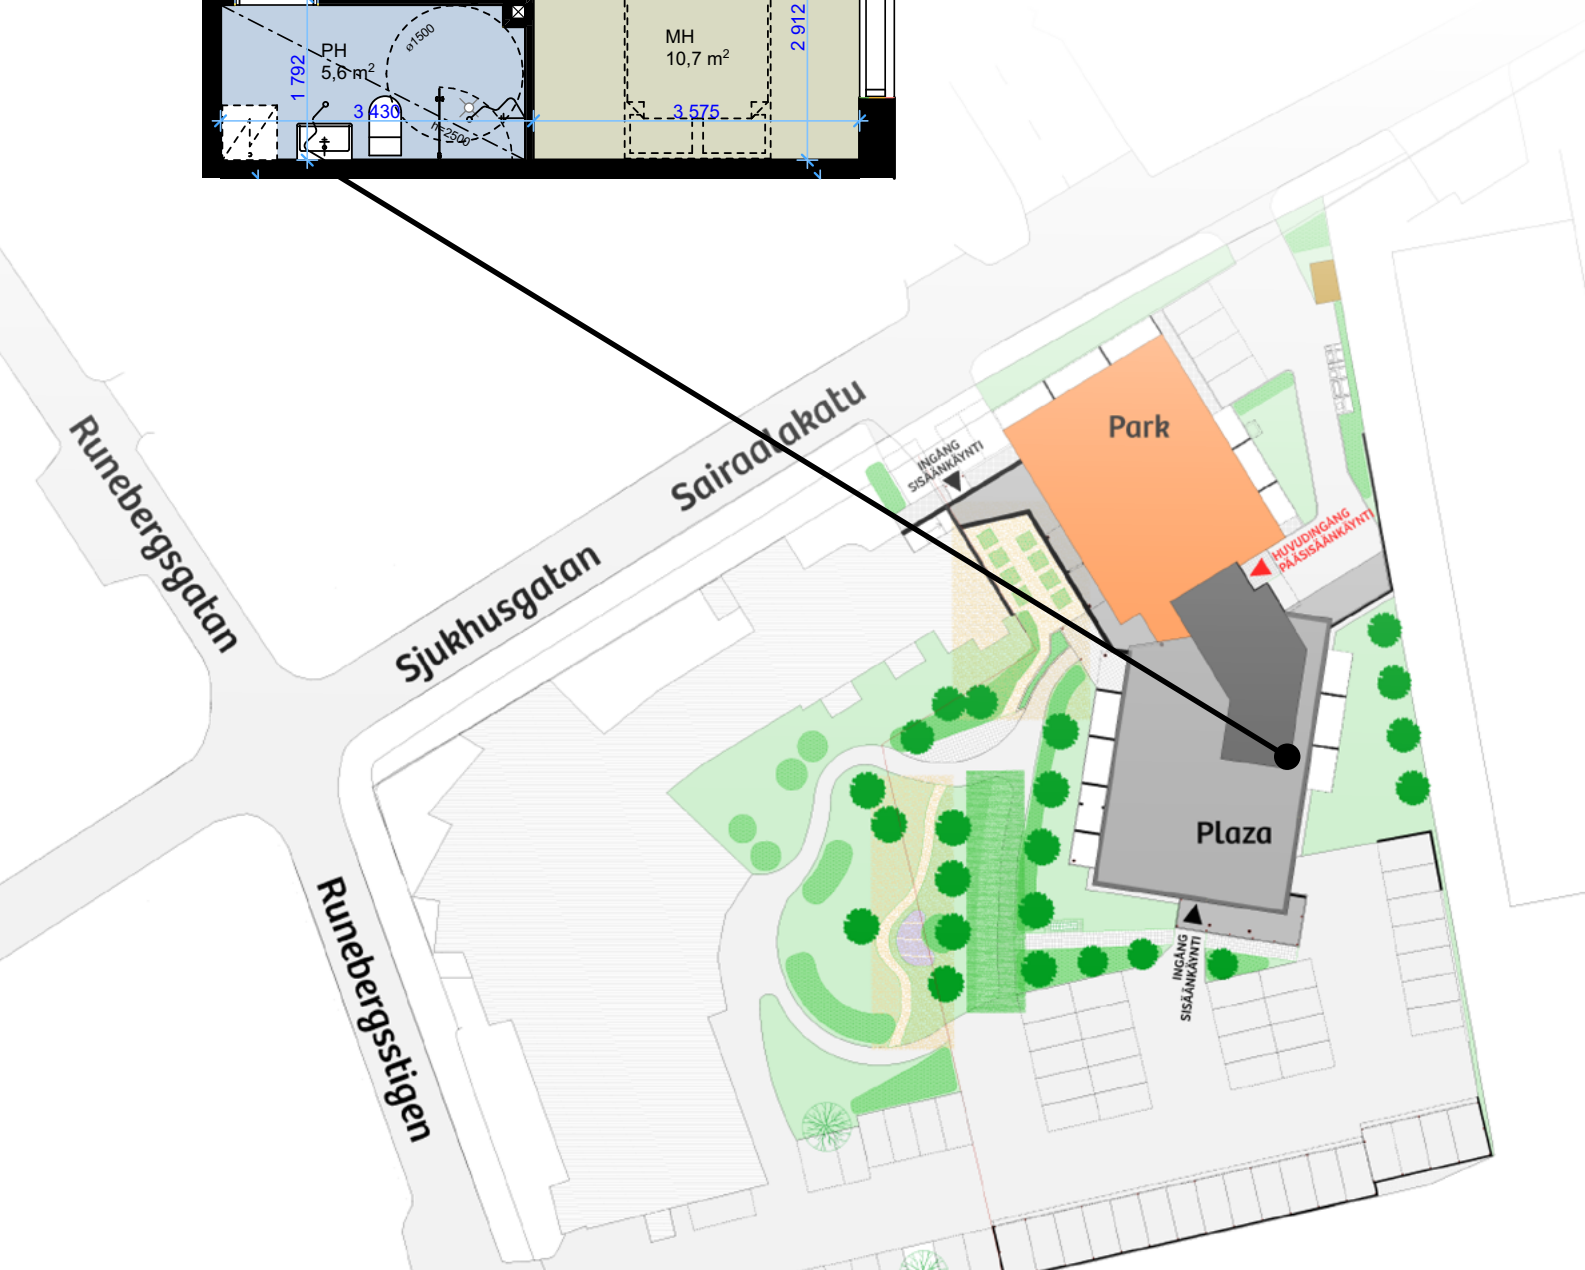 ø1500
PH
5,6 m²
1 792
3 430
h=2500
MH
10,7 m²
2 912
3 575
Runebergsgatan
Sairaalakatu
Sjukhusgatan
INGÅNG
SISÄÄNKÄYNTI
Park
HUVUDINGÅNG
PÄÄSISÄÄNKÄYNTI
Plaza
INGÅNG
SISÄÄNKÄYNTI
Runebergsstigen